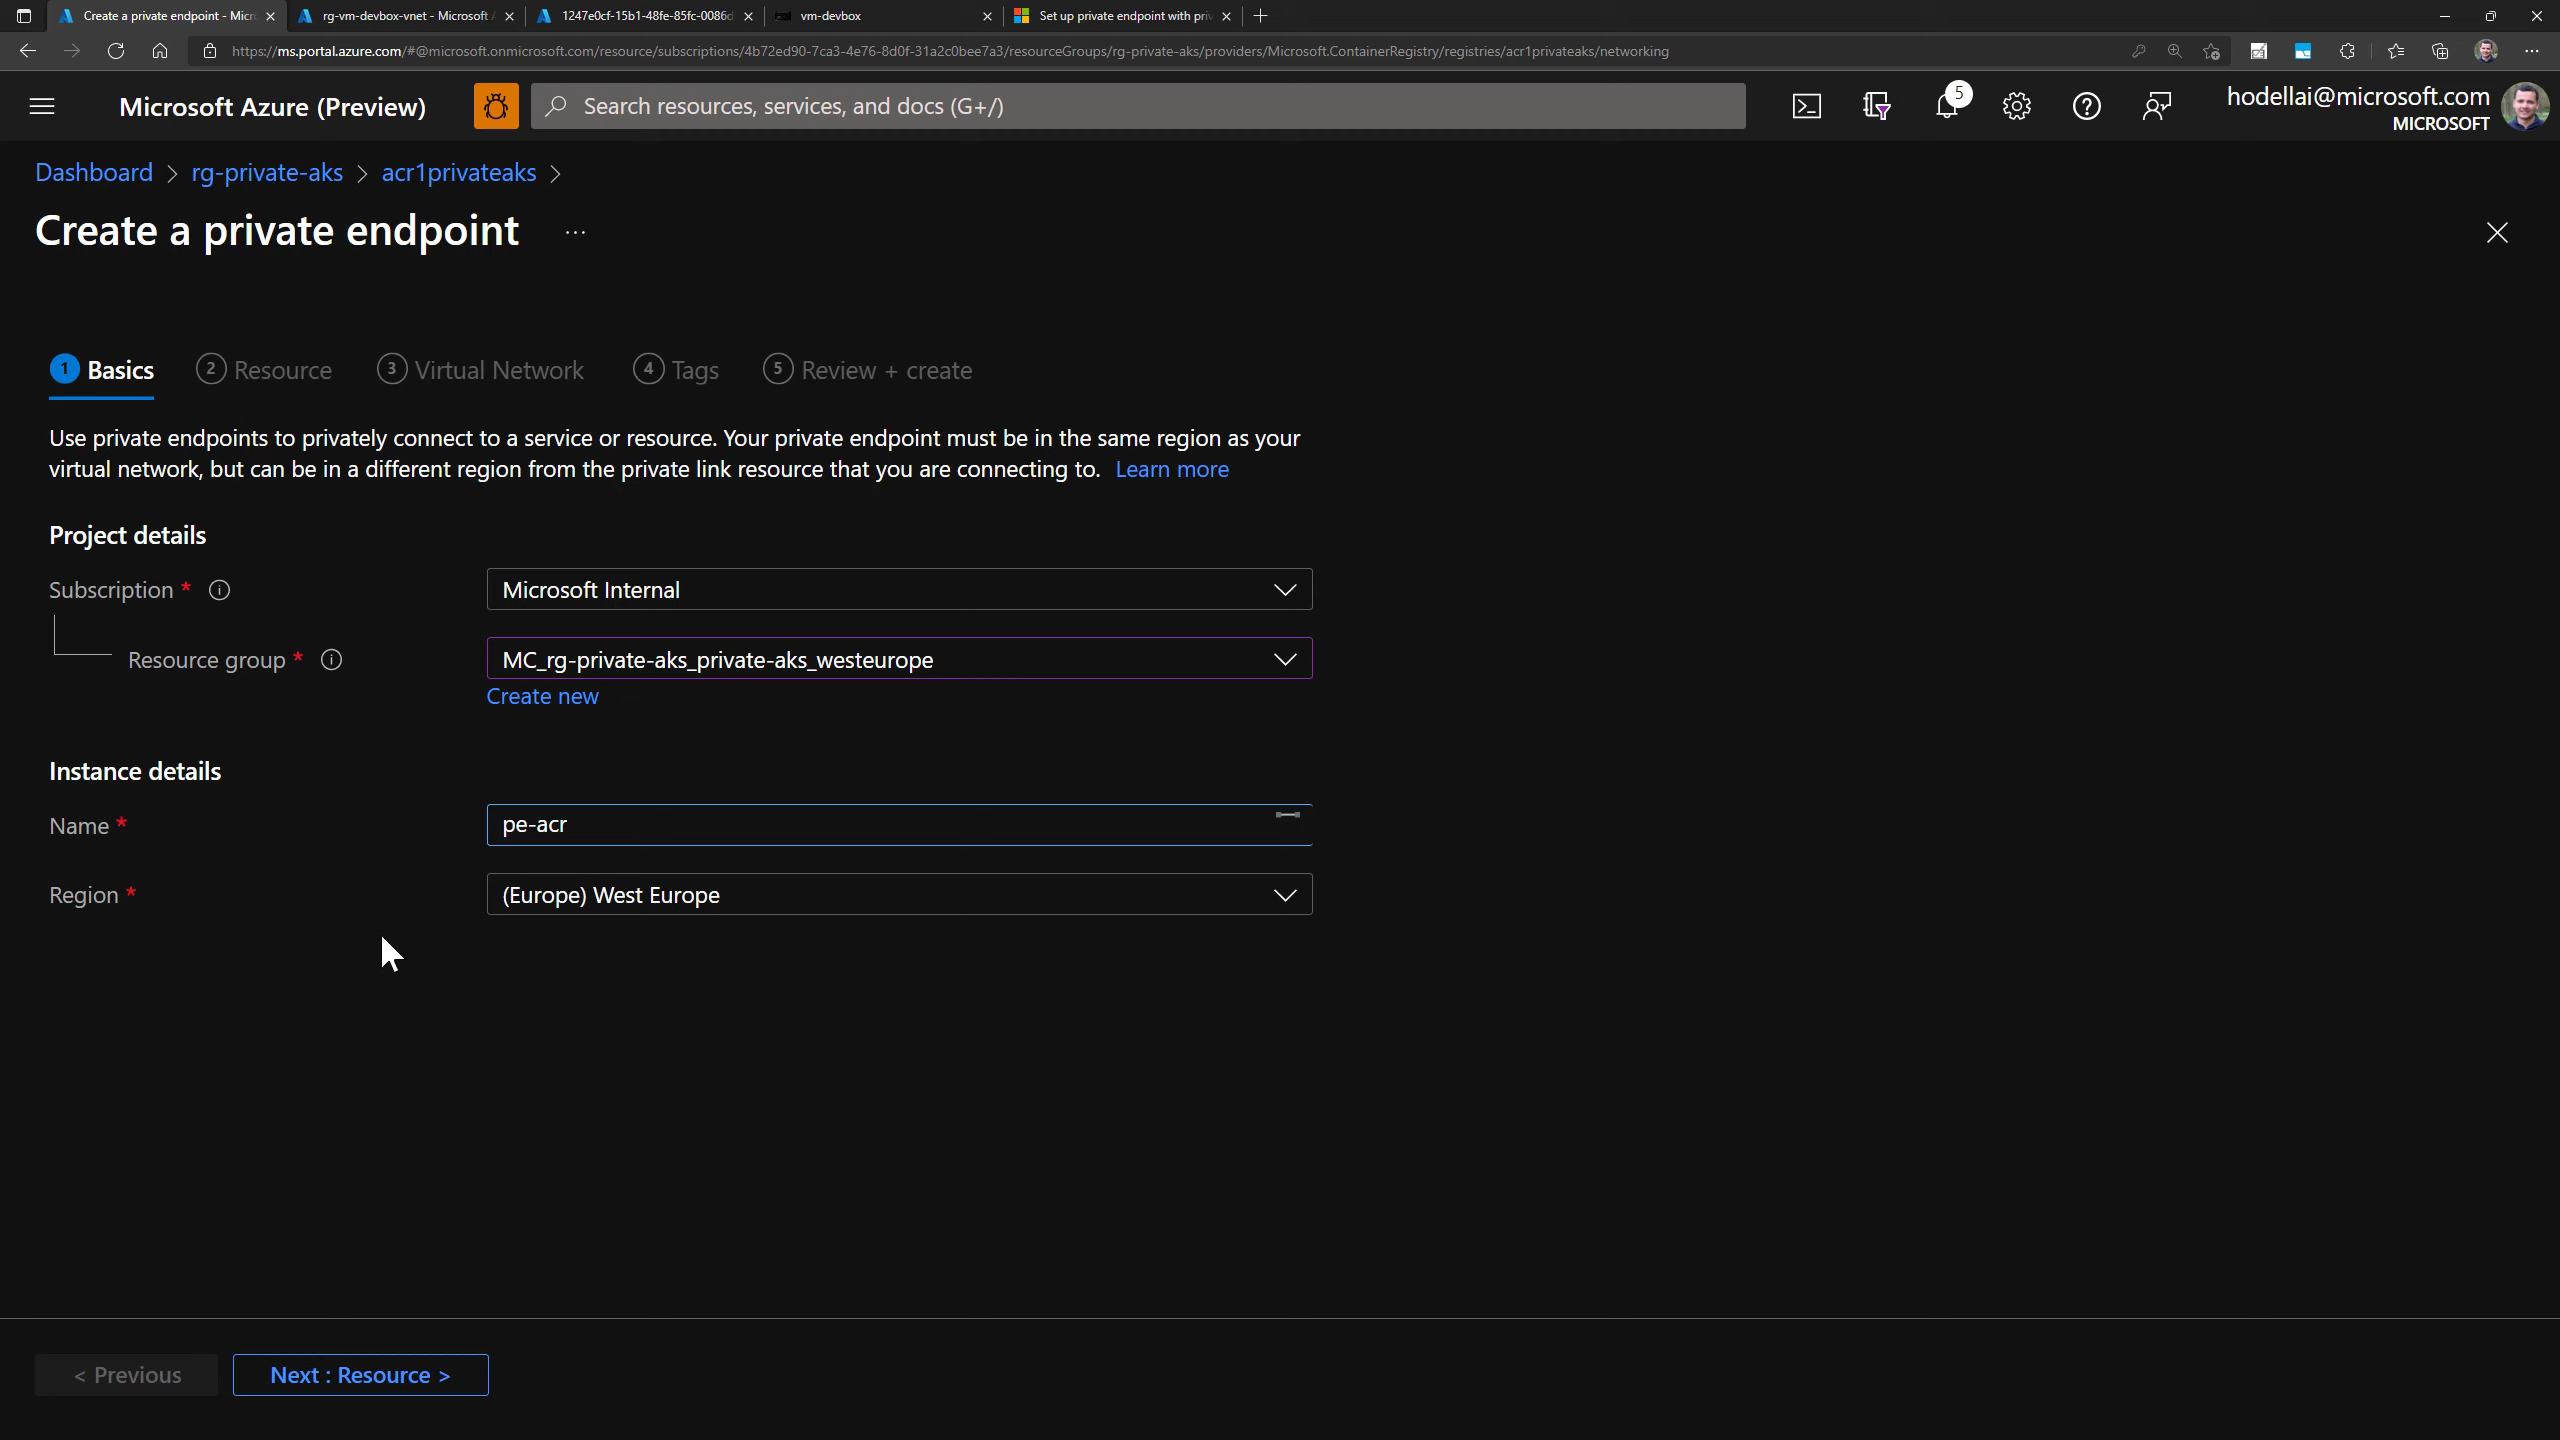 Create a private endpoint - Micr
rg-vm-devbox-vnet - Microsoft A
1247e0cf-15b1-48fe-85fc-0086d
vm-devbox
Set up private endpoint with priv
https://ms.portal.azure.com/#@microsoft.onmicrosoft.com/resource/subscriptions/4b72ed90-7ca3-4e76-8d0f-31a2c0bee7a3/resourceGroups/rg-private-aks/providers/Microsoft.ContainerRegistry/registries/acr1privateaks/networking
Microsoft Azure (Preview)
Search resources, services, and docs (G+/)
5
hodellai@microsoft.com
MICROSOFT
Dashboard > rg-private-aks > acr1privateaks >
Create a private endpoint ...
1 Basics 2 Resource 3 Virtual Network 4 Tags 5 Review + create
Use private endpoints to privately connect to a service or resource. Your private endpoint must be in the same region as your
virtual network, but can be in a different region from the private link resource that you are connecting to. Learn more
Project details
Subscription * Microsoft Internal
Resource group * MC_rg-private-aks_private-aks_westeurope
Create new
Instance details
Name * pe-acr
Region * (Europe) West Europe
< Previous Next : Resource >